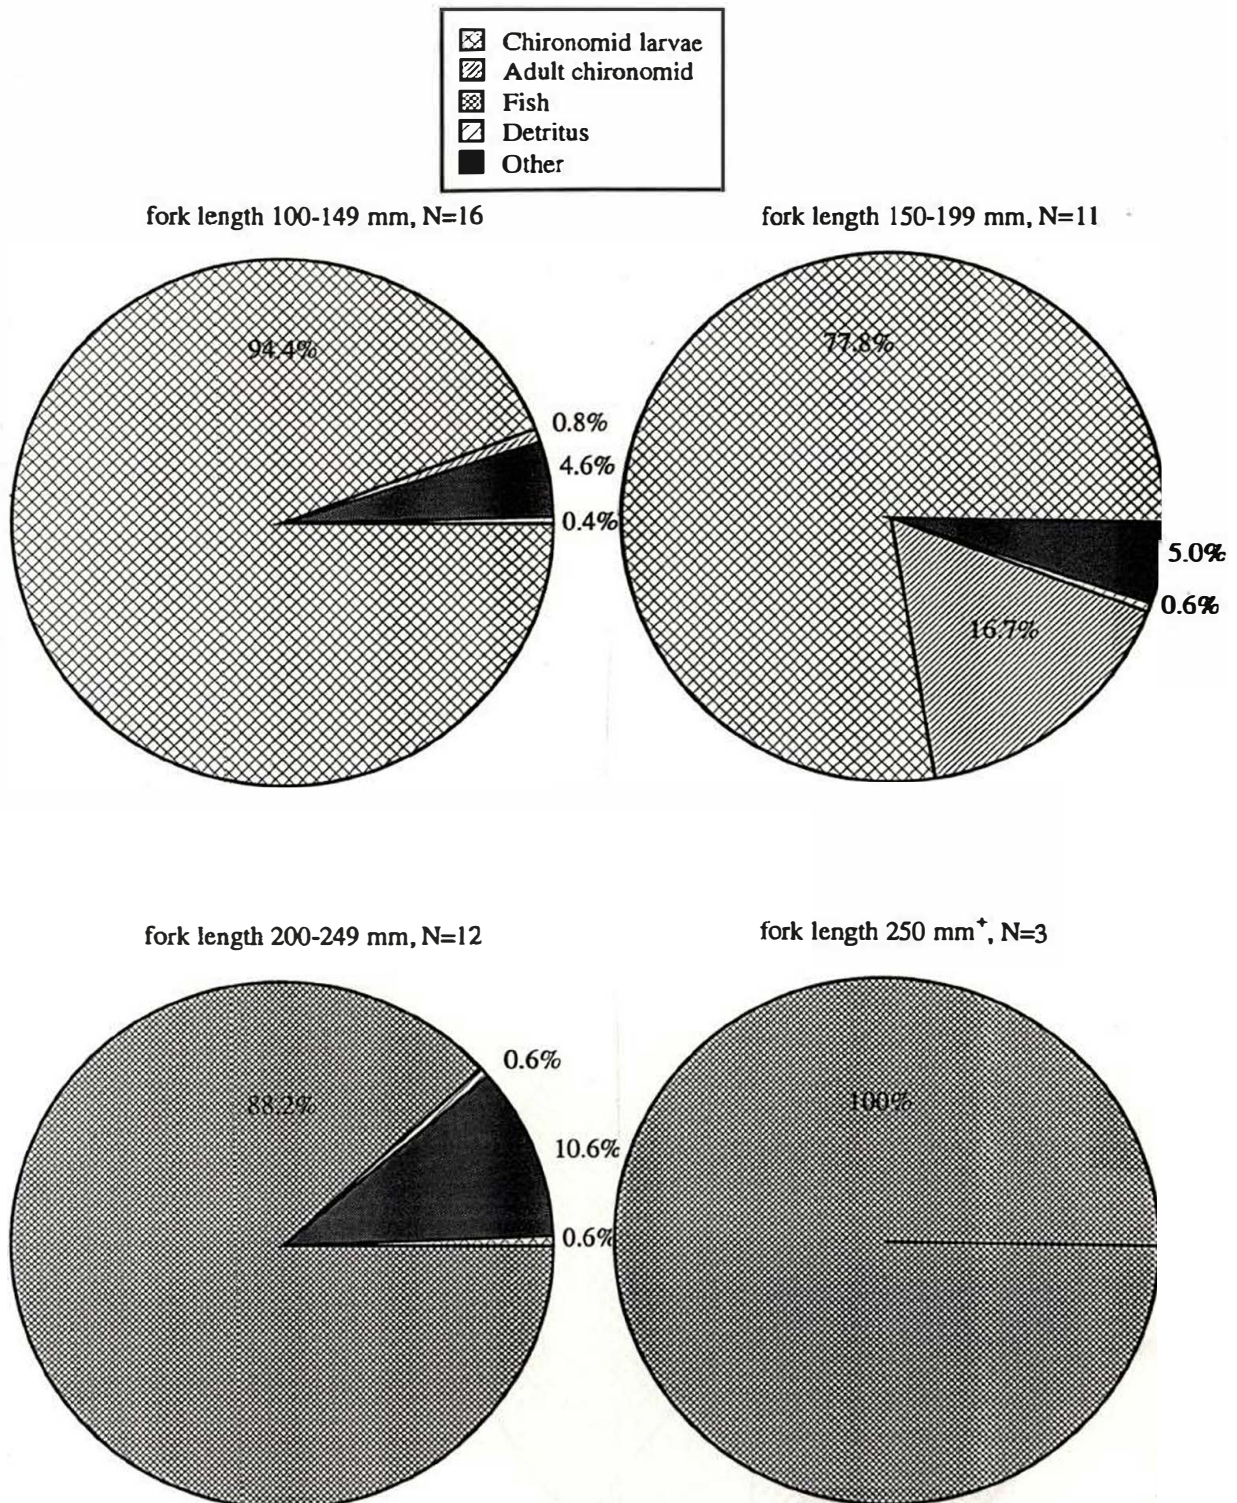 Chironomid larvae
Adult chironomid
Fish
Detritus
Other
fork length 100-149 mm, N=16
94.4%
0.8%
4.6%
0.4%
fork length 150-199 mm, N=11
77.8%
5.0%
0.6%
16.7%
fork length 200-249 mm, N=12
88.2%
0.6%
10.6%
0.6%
fork length 250 mm⁺, N=3
100%